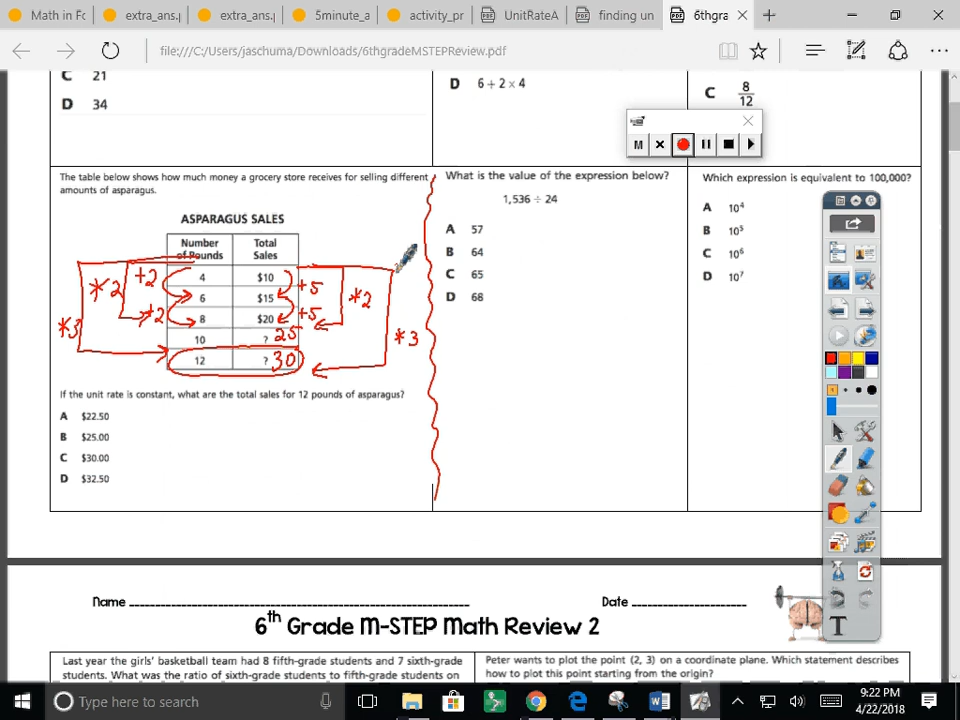 Math in Fo
extra_ans.p
extra_ans.p
5minute_a
activity_pr
UnitRateA
finding un
6thgra
file:///C:/Users/jaschuma/Downloads/6thgradeMSTEPReview.pdf
C 21
D 34
D 6 + 2 × 4
C 8/12
M
The table below shows how much money a grocery store receives for selling different
amounts of asparagus.
ASPARAGUS SALES
Number of Pounds Total Sales
4 $10
6 $15
8 $20
10 ? 25
12 ? 30
+2
+2
*2
*3
+5
+5
*2
*3
If the unit rate is constant, what are the total sales for 12 pounds of asparagus?
A $22.50
B $25.00
C $30.00
D $32.50
What is the value of the expression below?
1,536 ÷ 24
A 57
B 64
C 65
D 68
Which expression is equivalent to 100,000?
A 10⁴
B 10⁵
C 10⁶
D 10⁷
T
Name
Date
6th Grade M-STEP Math Review 2
Last year the girls' basketball team had 8 fifth-grade students and 7 sixth-grade
students. What was the ratio of sixth-grade students to fifth-grade students on
Peter wants to plot the point (2, 3) on a coordinate plane. Which statement describes
how to plot this point starting from the origin?
Type here to search
9:22 PM
4/22/2018